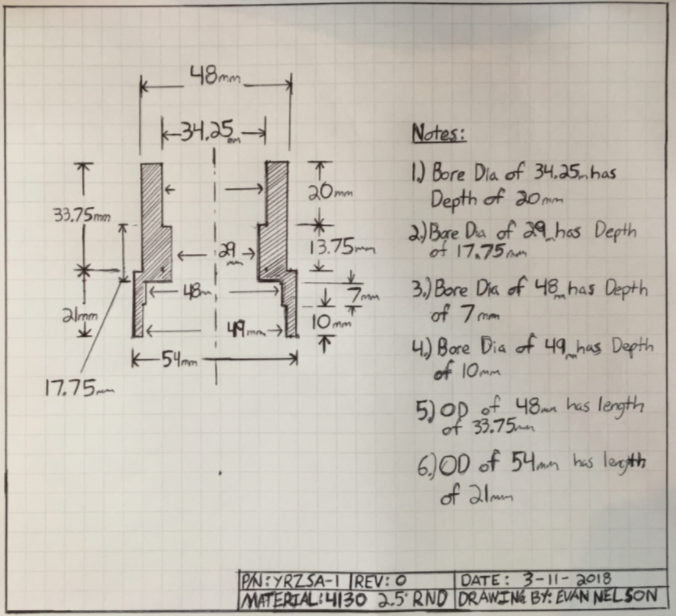 48mm
34.25mm
33.75mm
20mm
29mm
13.75mm
48mm
7mm
21mm
49mm
10mm
54mm
17.75mm
Notes:
1.) Bore Dia of 34.25mm has
Depth of 20mm
2.) Bore Dia of 29mm has Depth
of 17.75mm
3.) Bore Dia of 48mm has Depth
of 7mm
4.) Bore Dia of 49mm has Depth
of 10mm
5.) OD of 48mm has length
of 33.75mm
6.) OD of 54mm has length
of 21mm
P/N: YRZSA-1 REV: 0 DATE: 3-11-2018
MATERIAL: 4130 2.5" RND DRAWING BY: EVAN NELSON